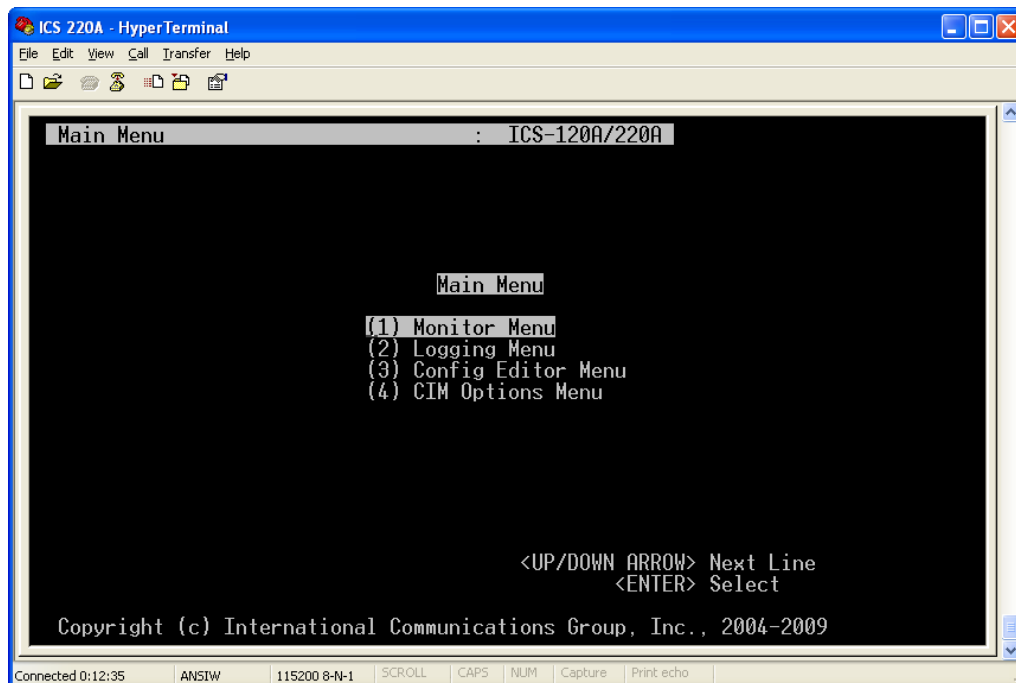 ICS 220A - HyperTerminal
File Edit View Call Transfer Help
Main Menu : ICS-120A/220A
Main Menu
(1) Monitor Menu
(2) Logging Menu
(3) Config Editor Menu
(4) CIM Options Menu
<UP/DOWN ARROW> Next Line
<ENTER> Select
Copyright (c) International Communications Group, Inc., 2004-2009
Connected 0:12:35 ANSIW 115200 8-N-1 SCROLL CAPS NUM Capture Print echo